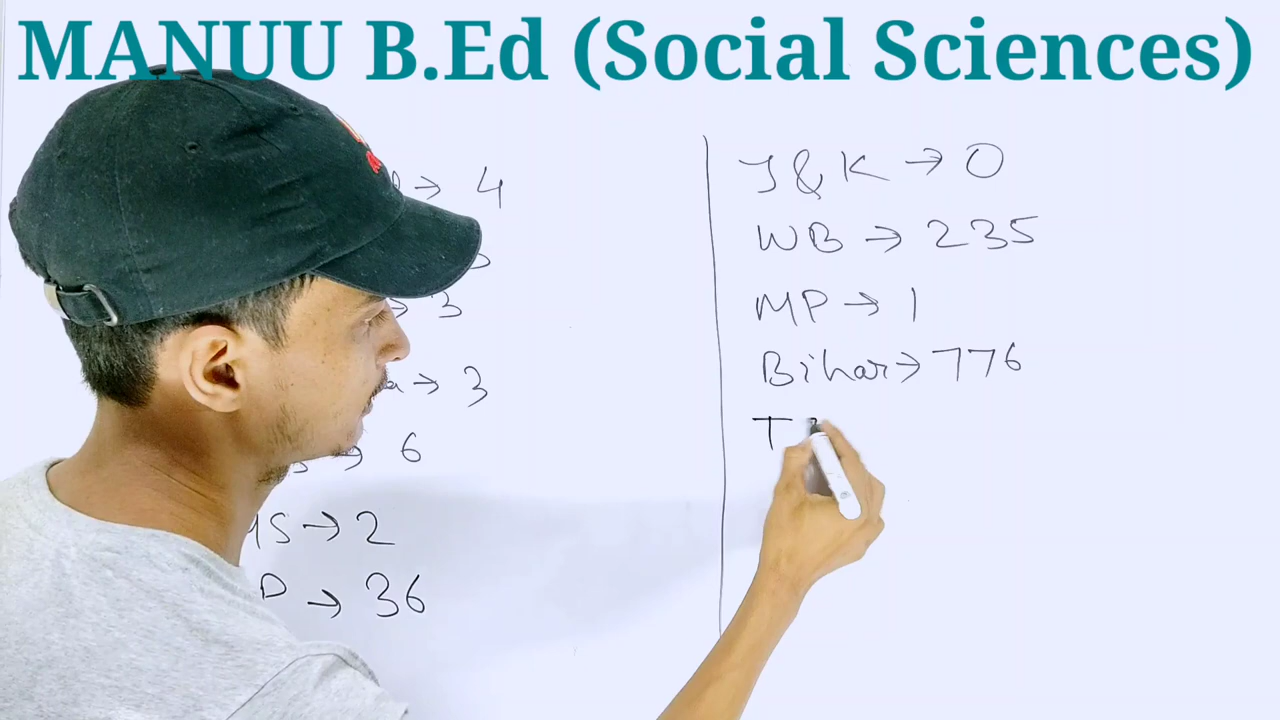 MANUU B.Ed (Social Sciences)
→ 4
→ 3
→ 3
→ 6
→ 2
D → 36
J & K → 0
WB → 235
MP → 1
Bihar → 776
T